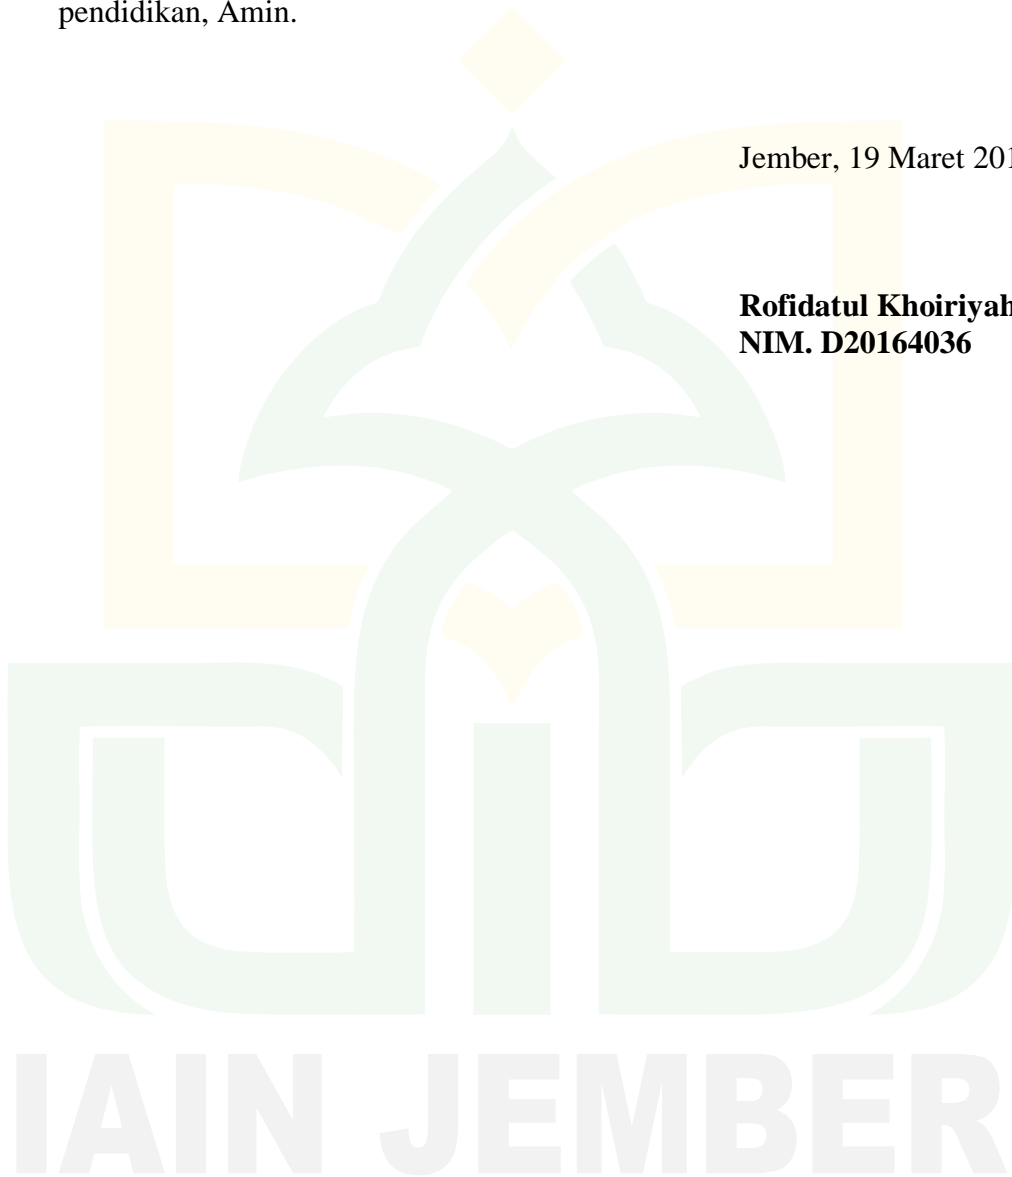 pendidikan, Amin.
Jember, 19 Maret 201
Rofidatul Khoiriyah
NIM. D20164036
IAIN JEMBER